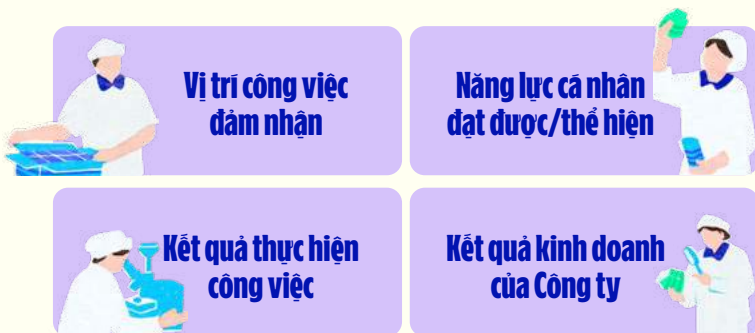 Vị trí công việc
đảm nhận
Năng lực cá nhân
đạt được/thể hiện
Kết quả thực hiện
công việc
Kết quả kinh doanh
của Công ty